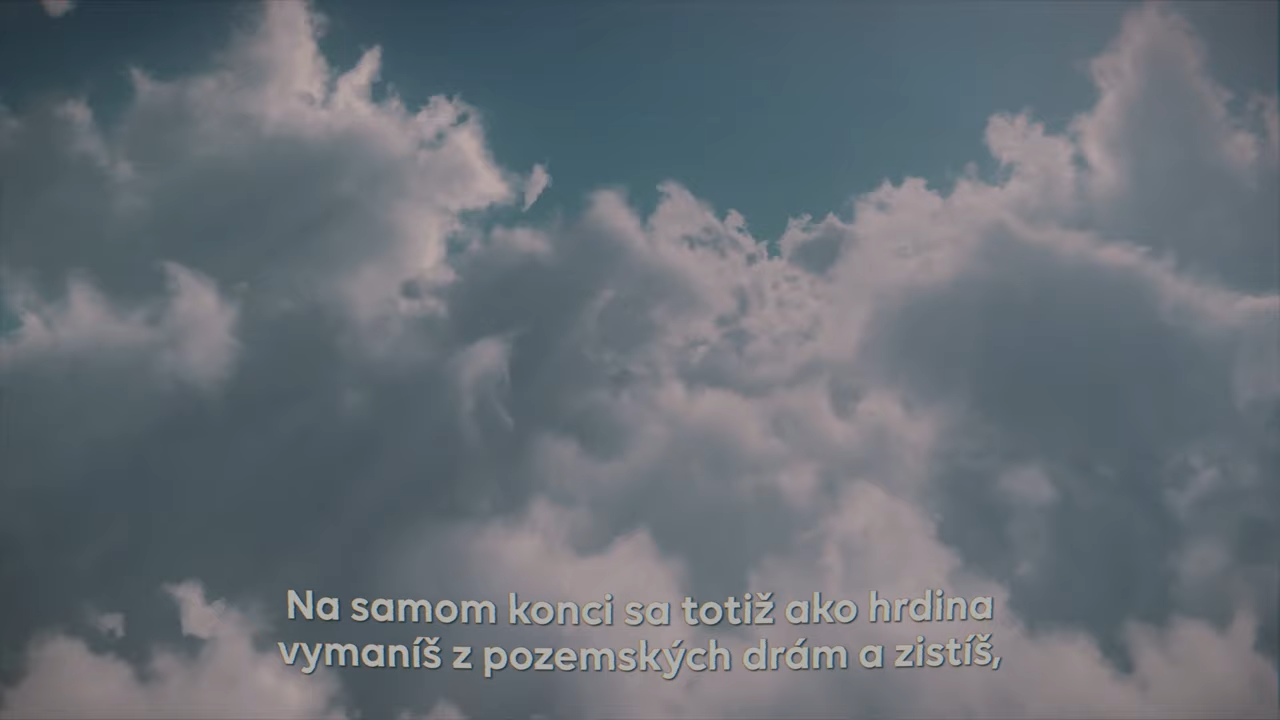 Na samom konci sa totiž ako hrdina
vymaníš z pozemských drám a zistíš,